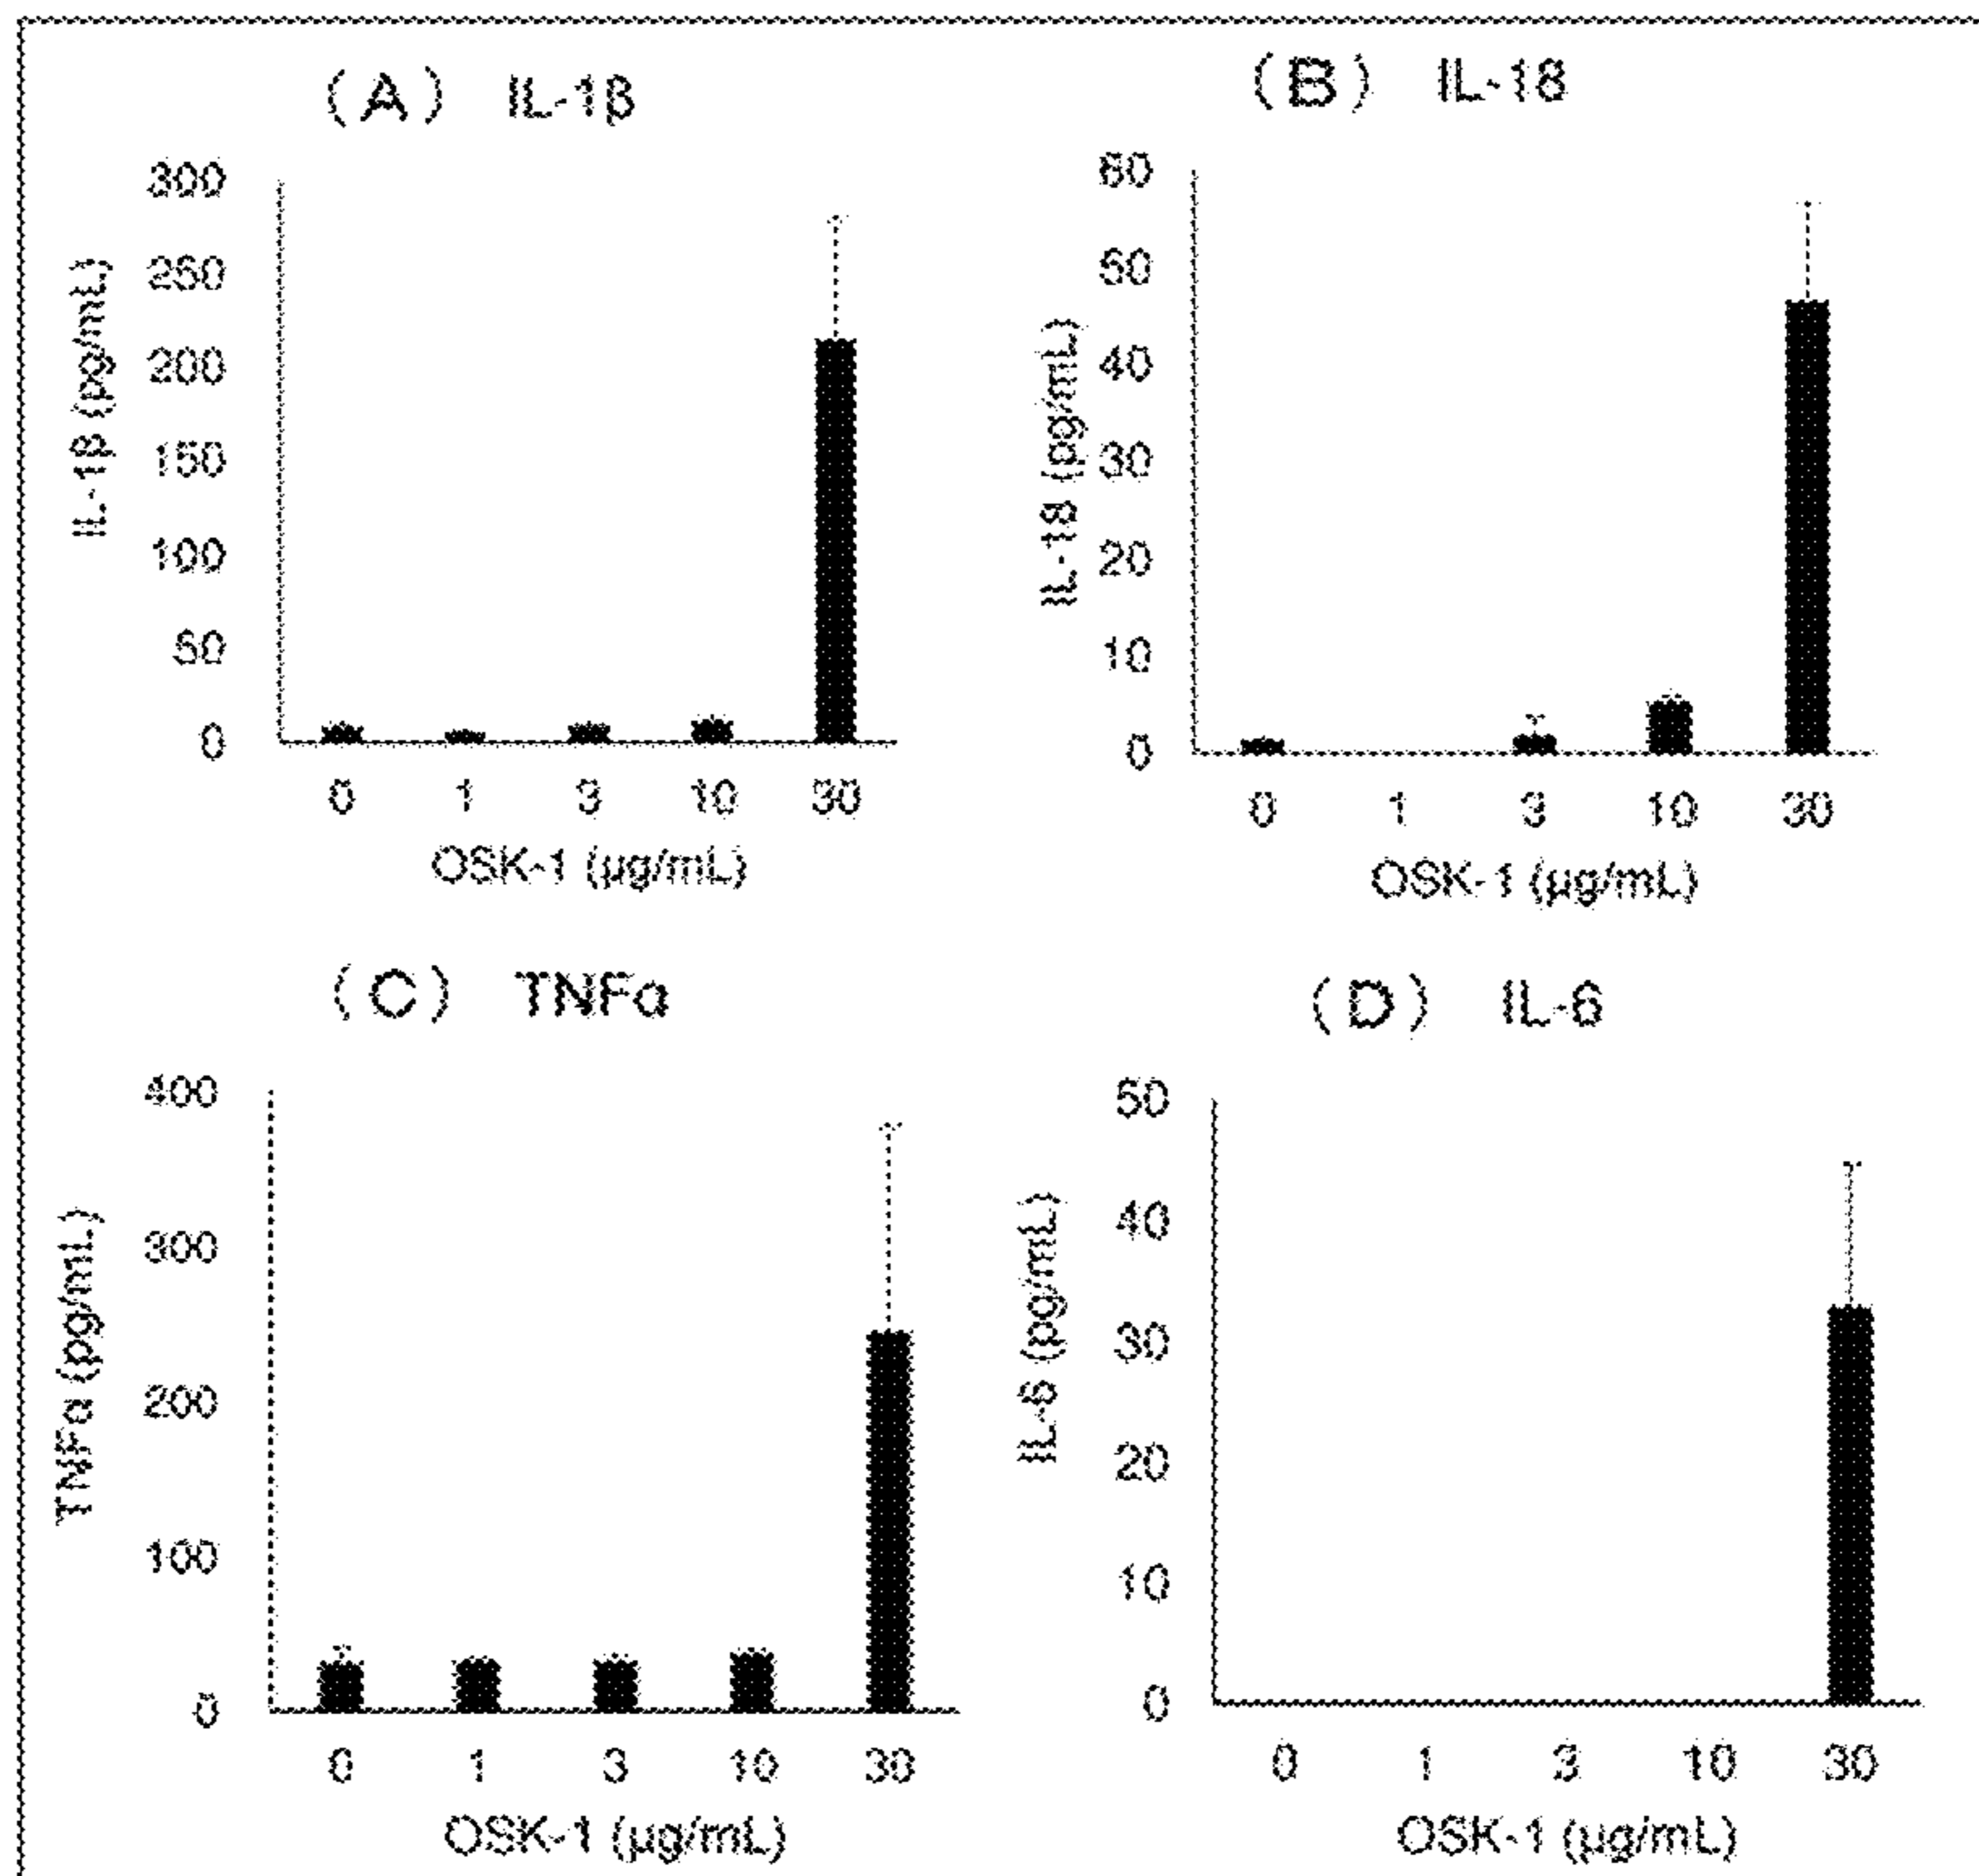 (A) IL-1β
300
250
200
150
100
50
0
IL-1β (pg/mL)
0 1 3 10 30
OSK-1 (µg/mL)
(B) IL-18
60
50
40
30
20
10
0
IL-18 (pg/mL)
0 1 3 10 30
OSK-1 (µg/mL)
(C) TNFα
400
300
200
100
0
TNFα (pg/mL)
0 1 3 10 30
OSK-1 (µg/mL)
(D) IL-6
50
40
30
20
10
0
IL-6 (pg/mL)
0 1 3 10 30
OSK-1 (µg/mL)